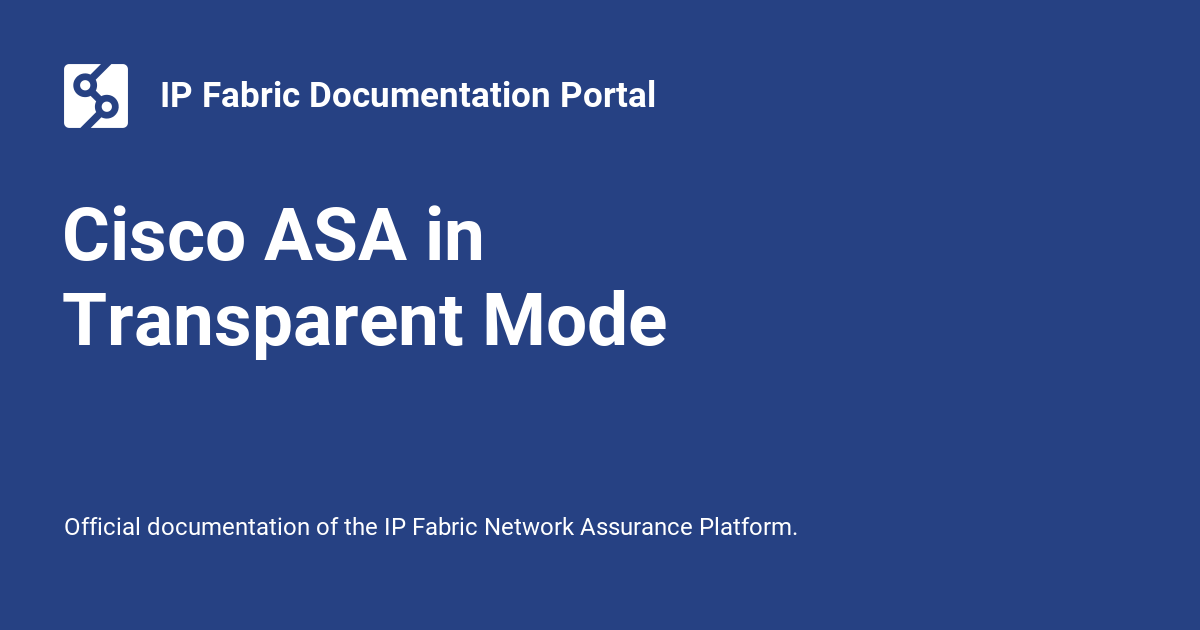 IP Fabric Documentation Portal
Cisco ASA in
Transparent Mode
Official documentation of the IP Fabric Network Assurance Platform.